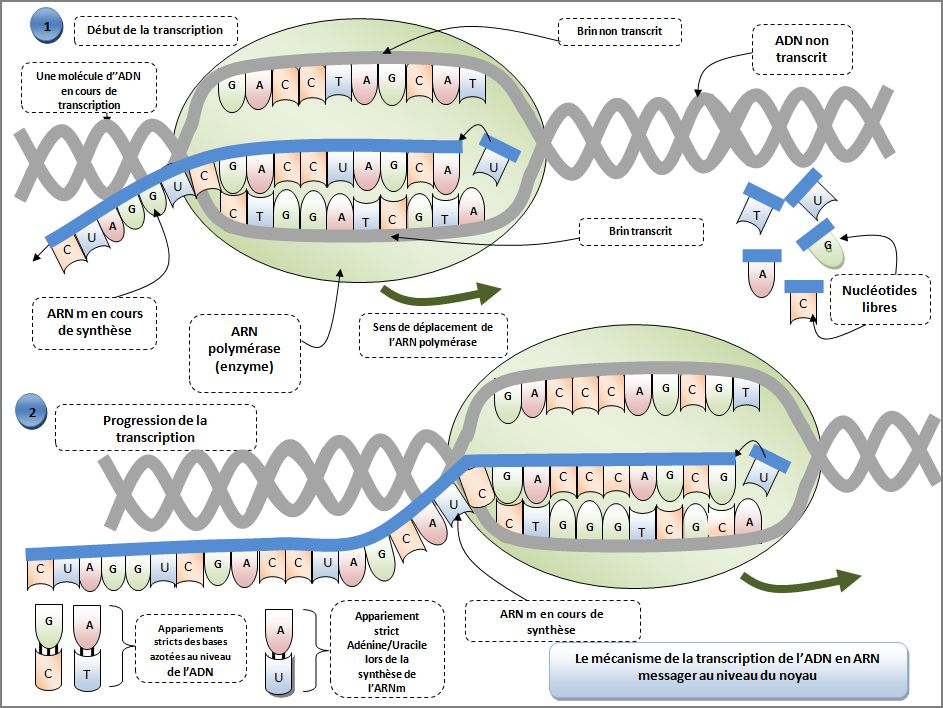 1
Début de la transcription
Brin non transcrit
ADN non
transcrit
Une molécule d''ADN
en cours de
transcription
G A C C T A G C A T
U
C U A G G U C G A C C U A G C A
C T G G A T C G T A
Brin transcrit
T U
G
A
C
Nucléotides
libres
ARN m en cours
de synthèse
ARN
polymérase
(enzyme)
Sens de déplacement de
l'ARN polymérase
2
Progression de la
transcription
G A C C C A G C G T
U
C U A G G U C G A C C U A G C A U C G A C C C A G C G
C T G G G T C G C A
G A
C T
Appariements
stricts des bases
azotées au niveau
de l'ADN
A
U
Appariement
strict
Adénine/Uracile
lors de la
synthèse de
l'ARNm
ARN m en cours de
synthèse
Le mécanisme de la transcription de l'ADN en ARN
messager au niveau du noyau